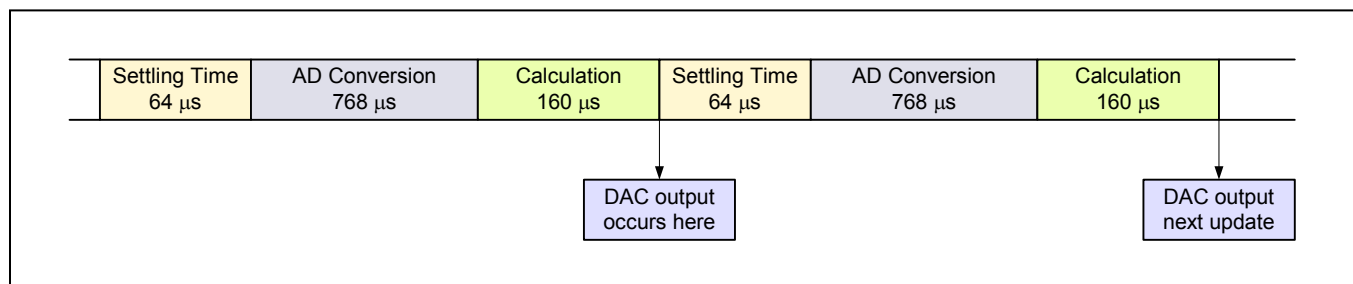 Settling Time
64 μs
AD Conversion
768 μs
Calculation
160 μs
Settling Time
64 μs
AD Conversion
768 μs
Calculation
160 μs
DAC output
occurs here
DAC output
next update